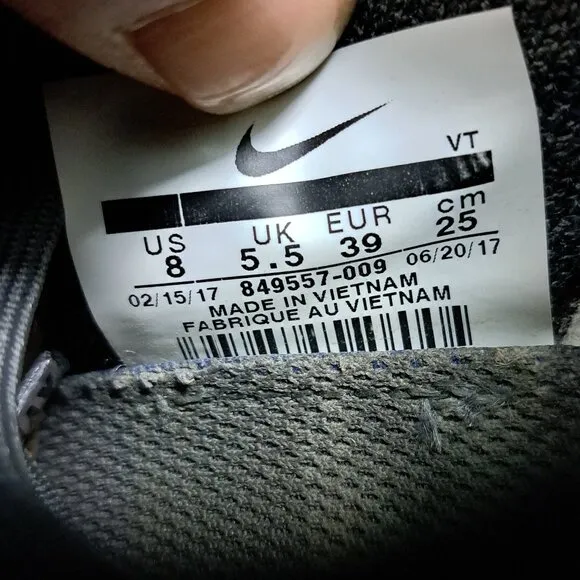 VT
US UK EUR cm
8 5.5 39 25
02/15/17 849557-009 06/20/17
MADE IN VIETNAM
FABRIQUE AU VIETNAM